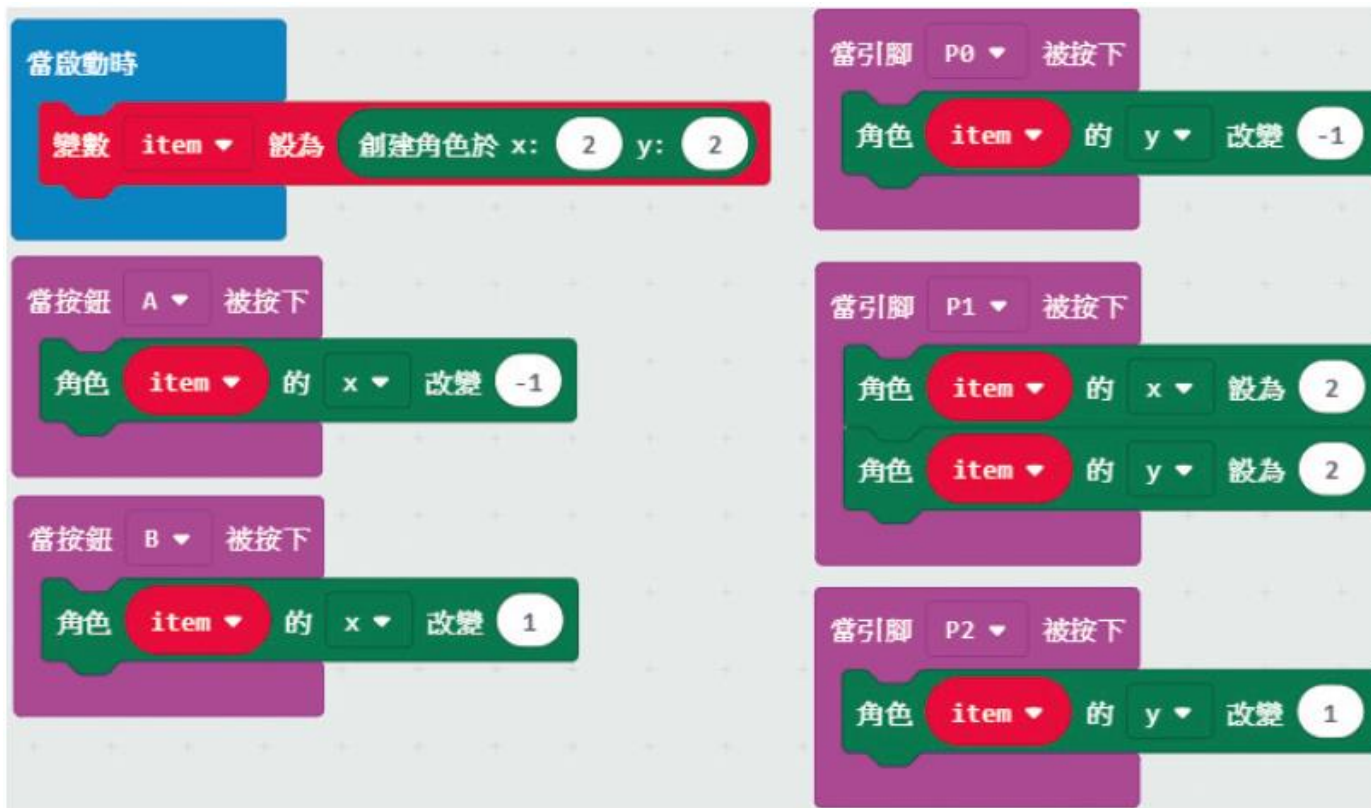 當啟動時
變數 item 設為 創建角色於 x: 2 y: 2
當按鈕 A 被按下
角色 item 的 x 改變 -1
當按鈕 B 被按下
角色 item 的 x 改變 1
當引腳 P0 被按下
角色 item 的 y 改變 -1
當引腳 P1 被按下
角色 item 的 x 設為 2
角色 item 的 y 設為 2
當引腳 P2 被按下
角色 item 的 y 改變 1